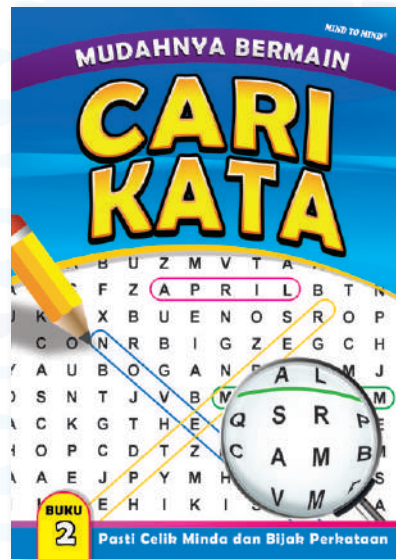 MIND TO MIND®
MUDAHNYA BERMAIN
CARI
KATA
B U Z M V T A
F Z A P R I L B T N
K X B U E N O S R O P
C O N R B I G Z E G C H
A U B O G A N M J
S N T J V B M M
A C K G T H E Q S R P E
H O P C D T Z C A M B
A A E J P Y M H V M S
E H I K I S A
A L
BUKU
2
Pasti Celik Minda dan Bijak Perkataan